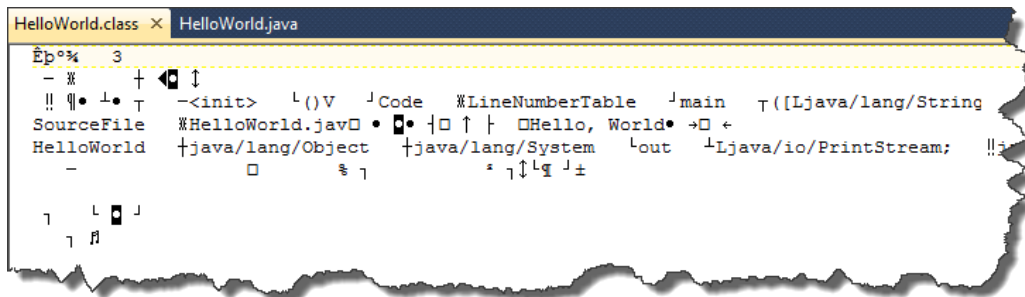 HelloWorld.class × HelloWorld.java
Êþº¾ 3
− ¤ ┼ ◄◘ ↕
‼ ¶• ┴• ┬ −<init> └()V ┘Code ¤LineNumberTable ┘main ┬([Ljava/lang/String
SourceFile ¤HelloWorld.jav□ • ◘• ┤□ ↑ ├ □Hello, World• →□ ←
HelloWorld ┼java/lang/Object ┼java/lang/System └out ┴Ljava/io/PrintStream; ‼j